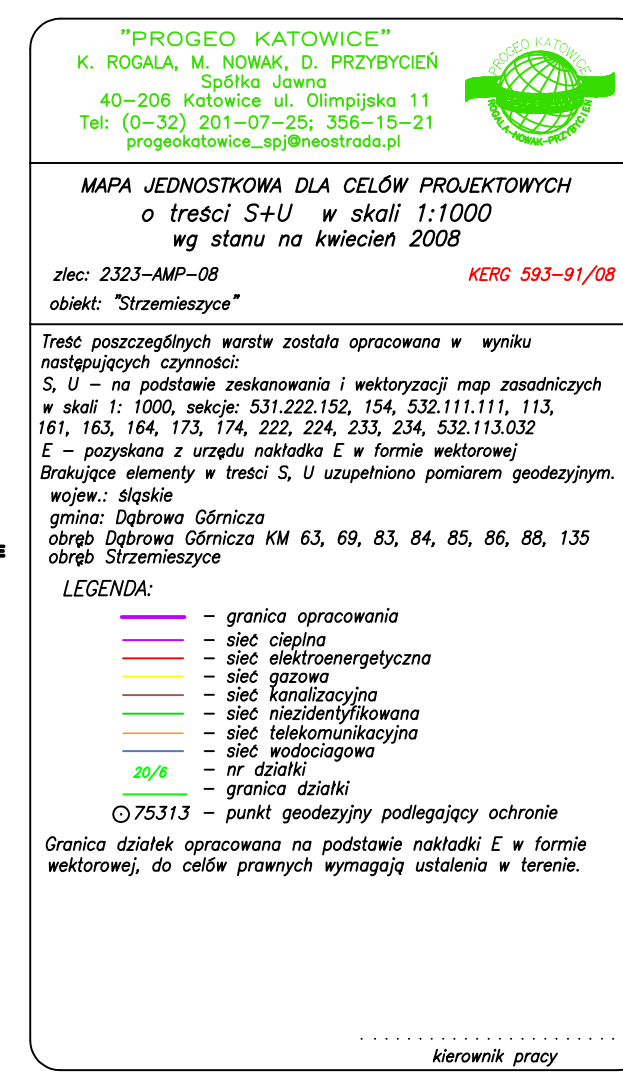 "PROGEO KATOWICE"
K. ROGALA, M. NOWAK, D. PRZYBYCIEŃ
Spółka Jawna
40-206 Katowice ul. Olimpijska 11
Tel: (0-32) 201-07-25; 356-15-21
progeokatowice_spj@neostrada.pl
PROGEO KATOWICE
ROGALA-NOWAK-PRZYBYCIEŃ
MAPA JEDNOSTKOWA DLA CELÓW PROJEKTOWYCH
o treści S+U w skali 1:1000
wg stanu na kwiecień 2008
zlec: 2323-AMP-08 KERG 593-91/08
obiekt: "Strzemieszyce"
Treść poszczególnych warstw została opracowana w wyniku
następujących czynności:
S, U - na podstawie zeskanowania i wektoryzacji map zasadniczych
w skali 1: 1000, sekcje: 531.222.152, 154, 532.111.111, 113,
161, 163, 164, 173, 174, 222, 224, 233, 234, 532.113.032
E - pozyskana z urzędu nakładka E w formie wektorowej
Brakujące elementy w treści S, U uzupełniono pomiarem geodezyjnym.
wojew.: śląskie
gmina: Dąbrowa Górnicza
obręb Dąbrowa Górnicza KM 63, 69, 83, 84, 85, 86, 88, 135
obręb Strzemieszyce
LEGENDA:
- granica opracowania
- sieć cieplna
- sieć elektroenergetyczna
- sieć gazowa
- sieć kanalizacyjna
- sieć niezidentyfikowana
- sieć telekomunikacyjna
- sieć wodociagowa
20/6 - nr działki
- granica działki
75313 - punkt geodezyjny podlegający ochronie
Granica działek opracowana na podstawie nakładki E w formie
wektorowej, do celów prawnych wymagają ustalenia w terenie.
kierownik pracy